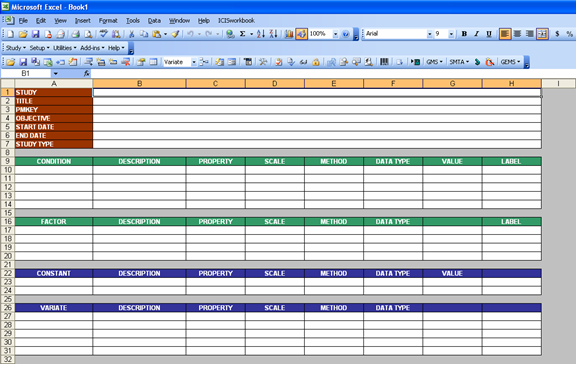 Microsoft Excel - Book1
File Edit View Insert Format Tools Data Window Help ICISworkbook
100% Arial 9 B I U $ %
Study Setup Utilities Add-ins Help
Variate GMS SMTA GEMS
B1 fx
A B C D E F G H I
1 STUDY
2 TITLE
3 PMKEY
4 OBJECTIVE
5 START DATE
6 END DATE
7 STUDY TYPE
8
9 CONDITION DESCRIPTION PROPERTY SCALE METHOD DATA TYPE VALUE LABEL
10
11
12
13
14
15
16 FACTOR DESCRIPTION PROPERTY SCALE METHOD DATA TYPE LABEL
17
18
19
20
21
22 CONSTANT DESCRIPTION PROPERTY SCALE METHOD DATA TYPE VALUE
23
24
25
26 VARIATE DESCRIPTION PROPERTY SCALE METHOD DATA TYPE
27
28
29
30
31
32